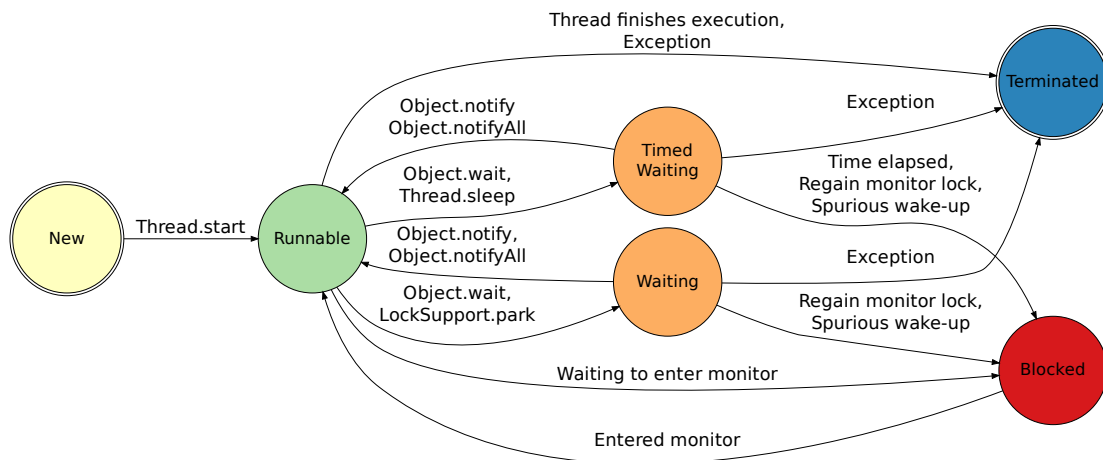 Thread finishes execution,
Exception
Terminated
Object.notify
Object.notifyAll
Exception
Timed
Waiting
Time elapsed,
Regain monitor lock,
Spurious wake-up
Object.wait,
Thread.sleep
New
Thread.start
Runnable
Object.notify,
Object.notifyAll
Waiting
Exception
Object.wait,
LockSupport.park
Regain monitor lock,
Spurious wake-up
Waiting to enter monitor
Blocked
Entered monitor